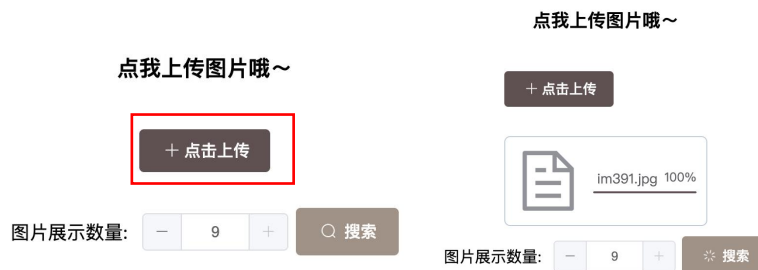 点我上传图片哦～
+ 点击上传
图片展示数量: － 9 + 搜索
点我上传图片哦～
+ 点击上传
im391.jpg 100%
图片展示数量: － 9 + 搜索